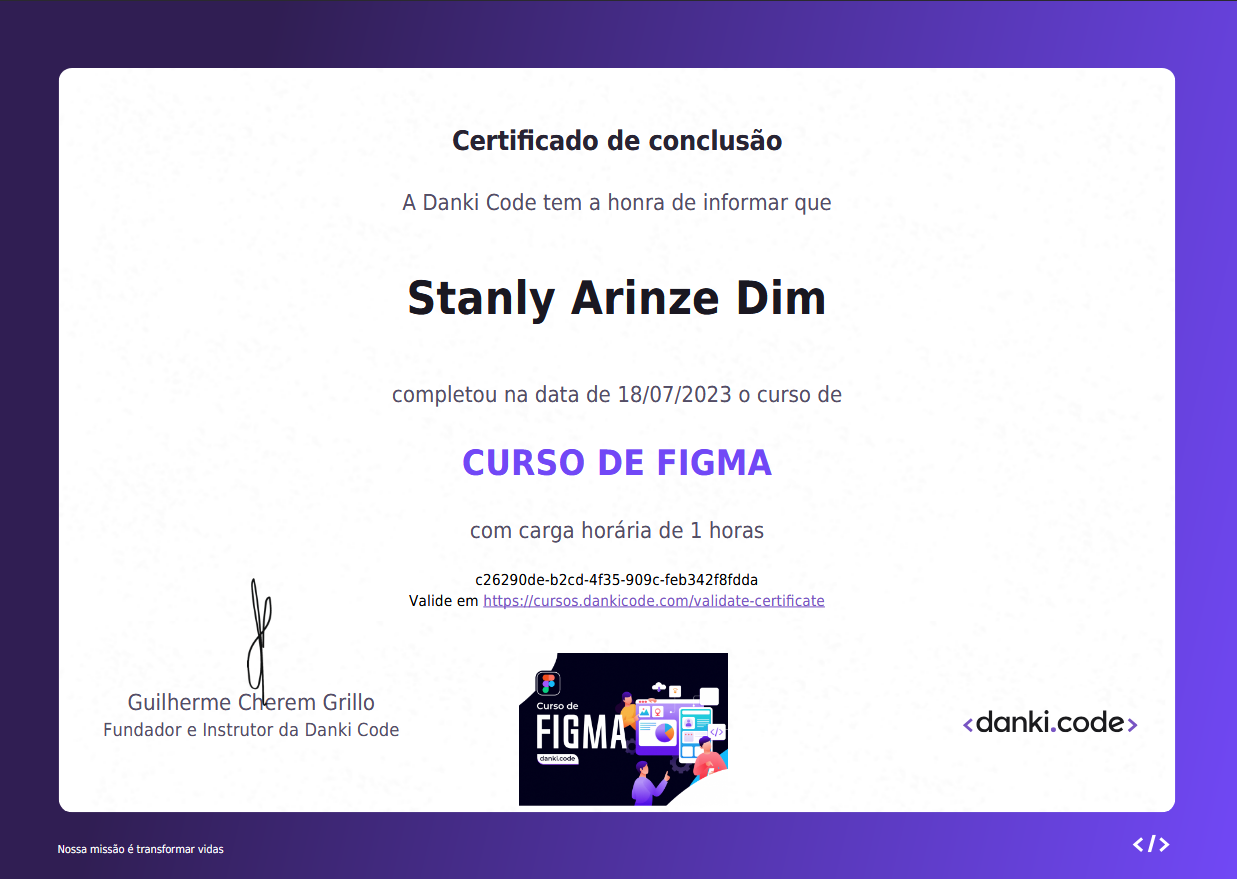 Certificado de conclusão
A Danki Code tem a honra de informar que
Stanly Arinze Dim
completou na data de 18/07/2023 o curso de
CURSO DE FIGMA
com carga horária de 1 horas
c26290de-b2cd-4f35-909c-feb342f8fdda
Valide em https://cursos.dankicode.com/validate-certificate
Guilherme Cherem Grillo
Fundador e Instrutor da Danki Code
Curso de
FIGMA
danki.code
</>
<danki.code>
Nossa missão é transformar vidas
</>